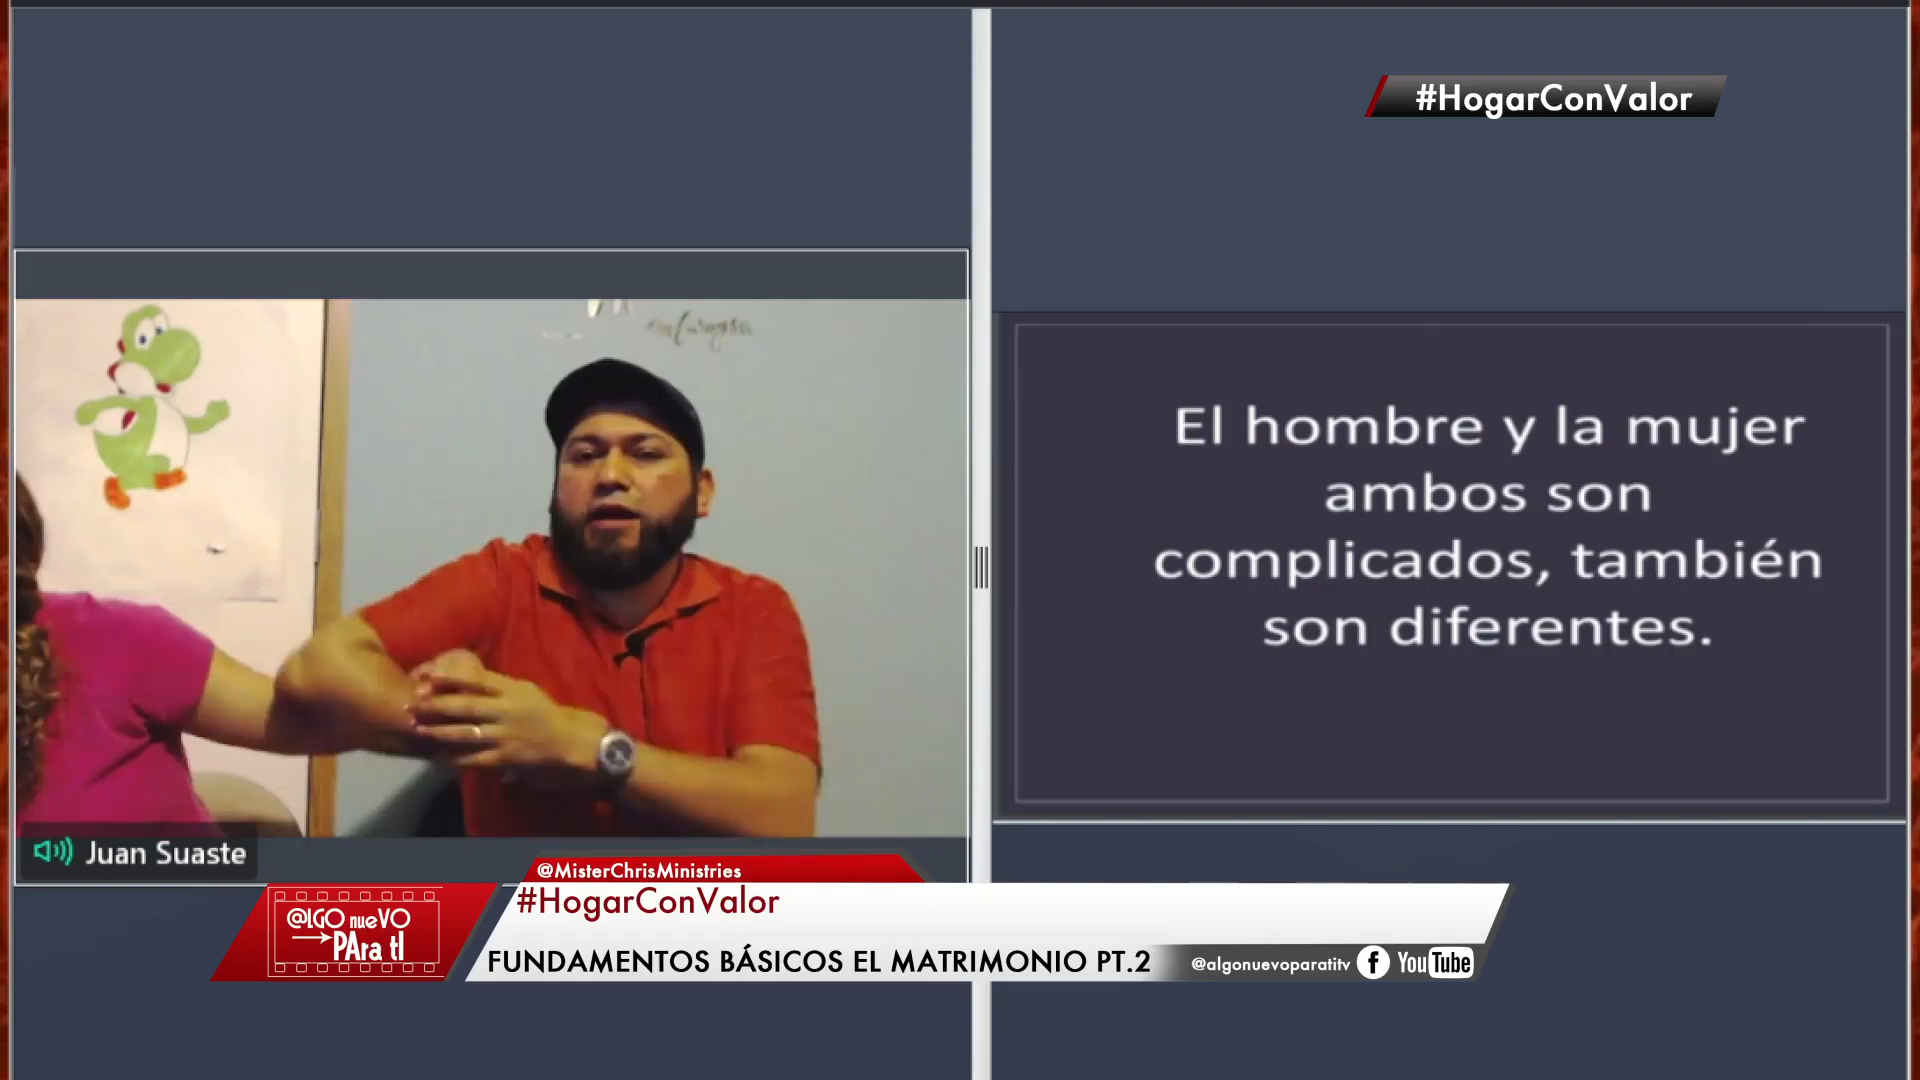 #HogarConValor
El hombre y la mujer
ambos son
complicados, también
son diferentes.
Juan Suaste
@MisterChrisMinistries
#HogarConValor
@LGO nueVO
PAra tI
FUNDAMENTOS BÁSICOS EL MATRIMONIO PT.2
@algonuevoparatitv f YouTube